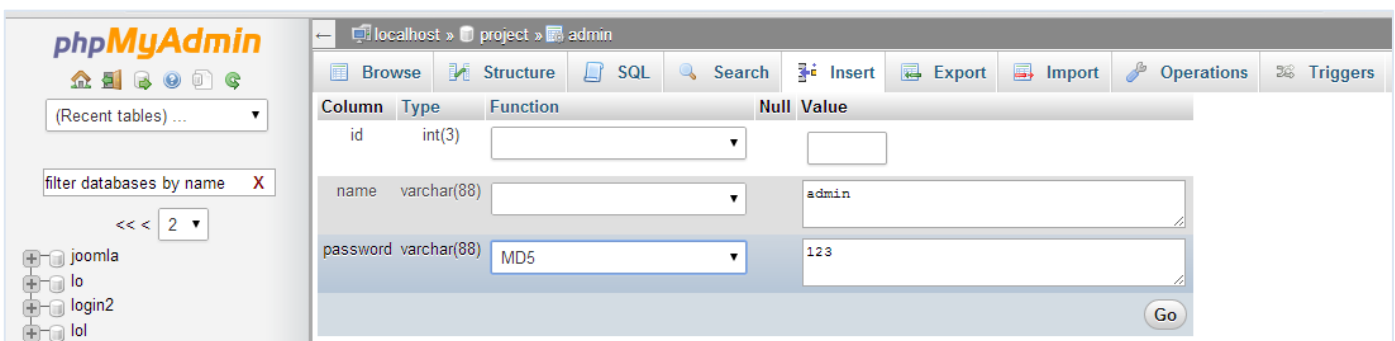 phpMyAdmin
(Recent tables) ...
filter databases by name X
<< < 2
joomla
lo
login2
lol
← localhost » project » admin
Browse Structure SQL Search Insert Export Import Operations Triggers
Column Type Function Null Value
id int(3)
name varchar(88) admin
password varchar(88) MD5 123
Go